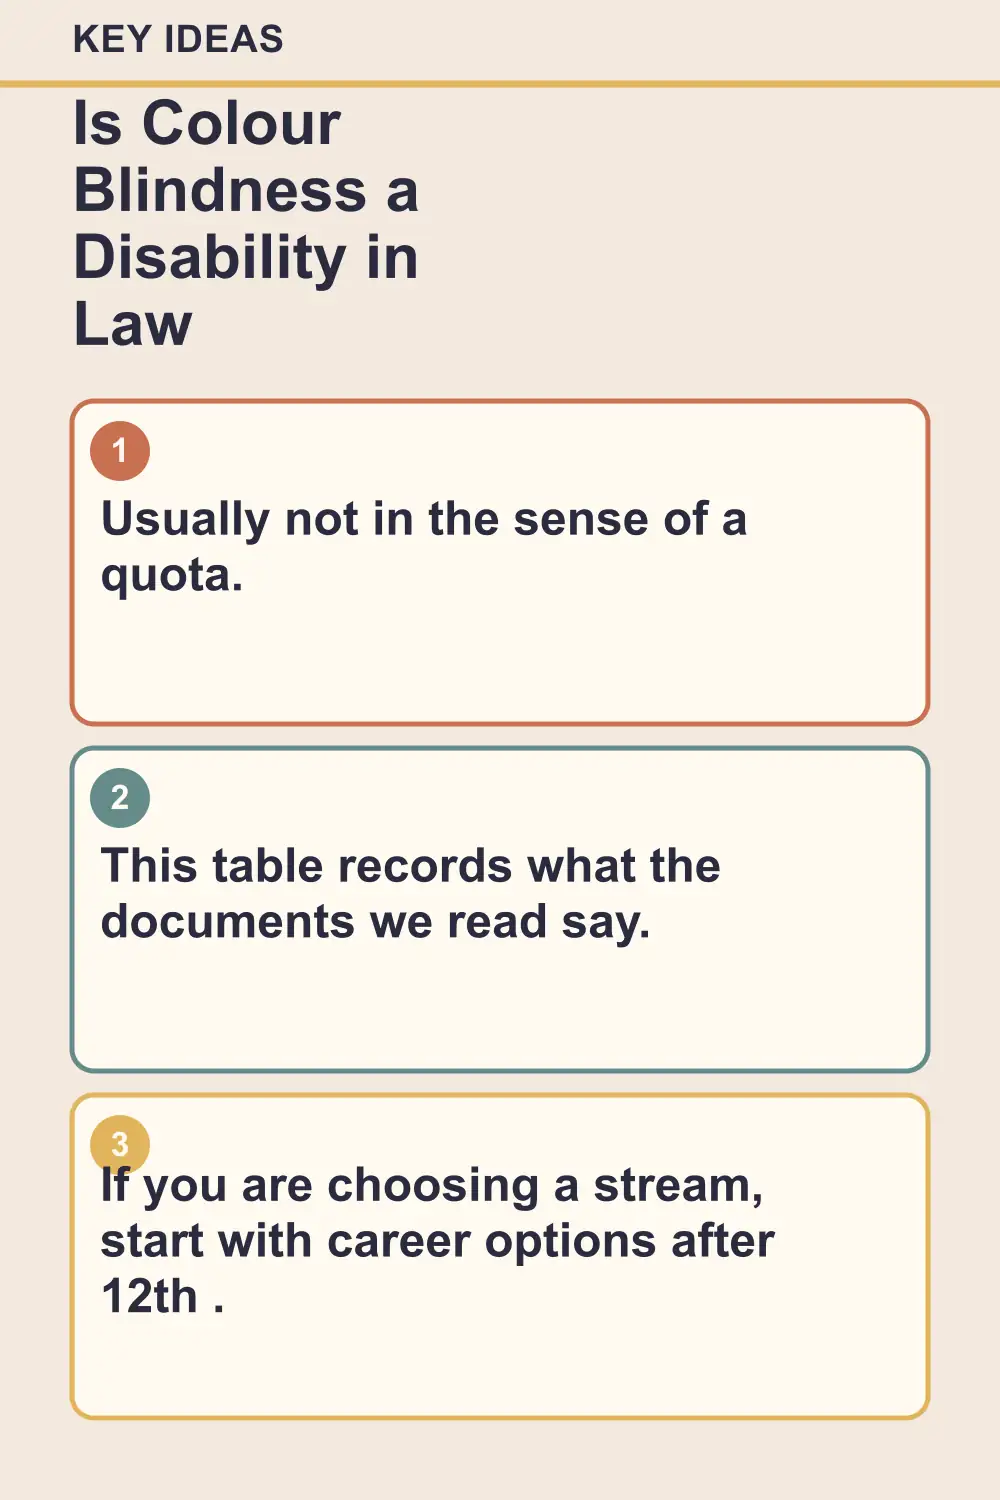 KEY IDEAS
Is Colour
Blindness a
Disability in
Law
1
Usually not in the sense of a
quota.
2
This table records what the
documents we read say.
3
If you are choosing a stream,
start with career options after
12th .